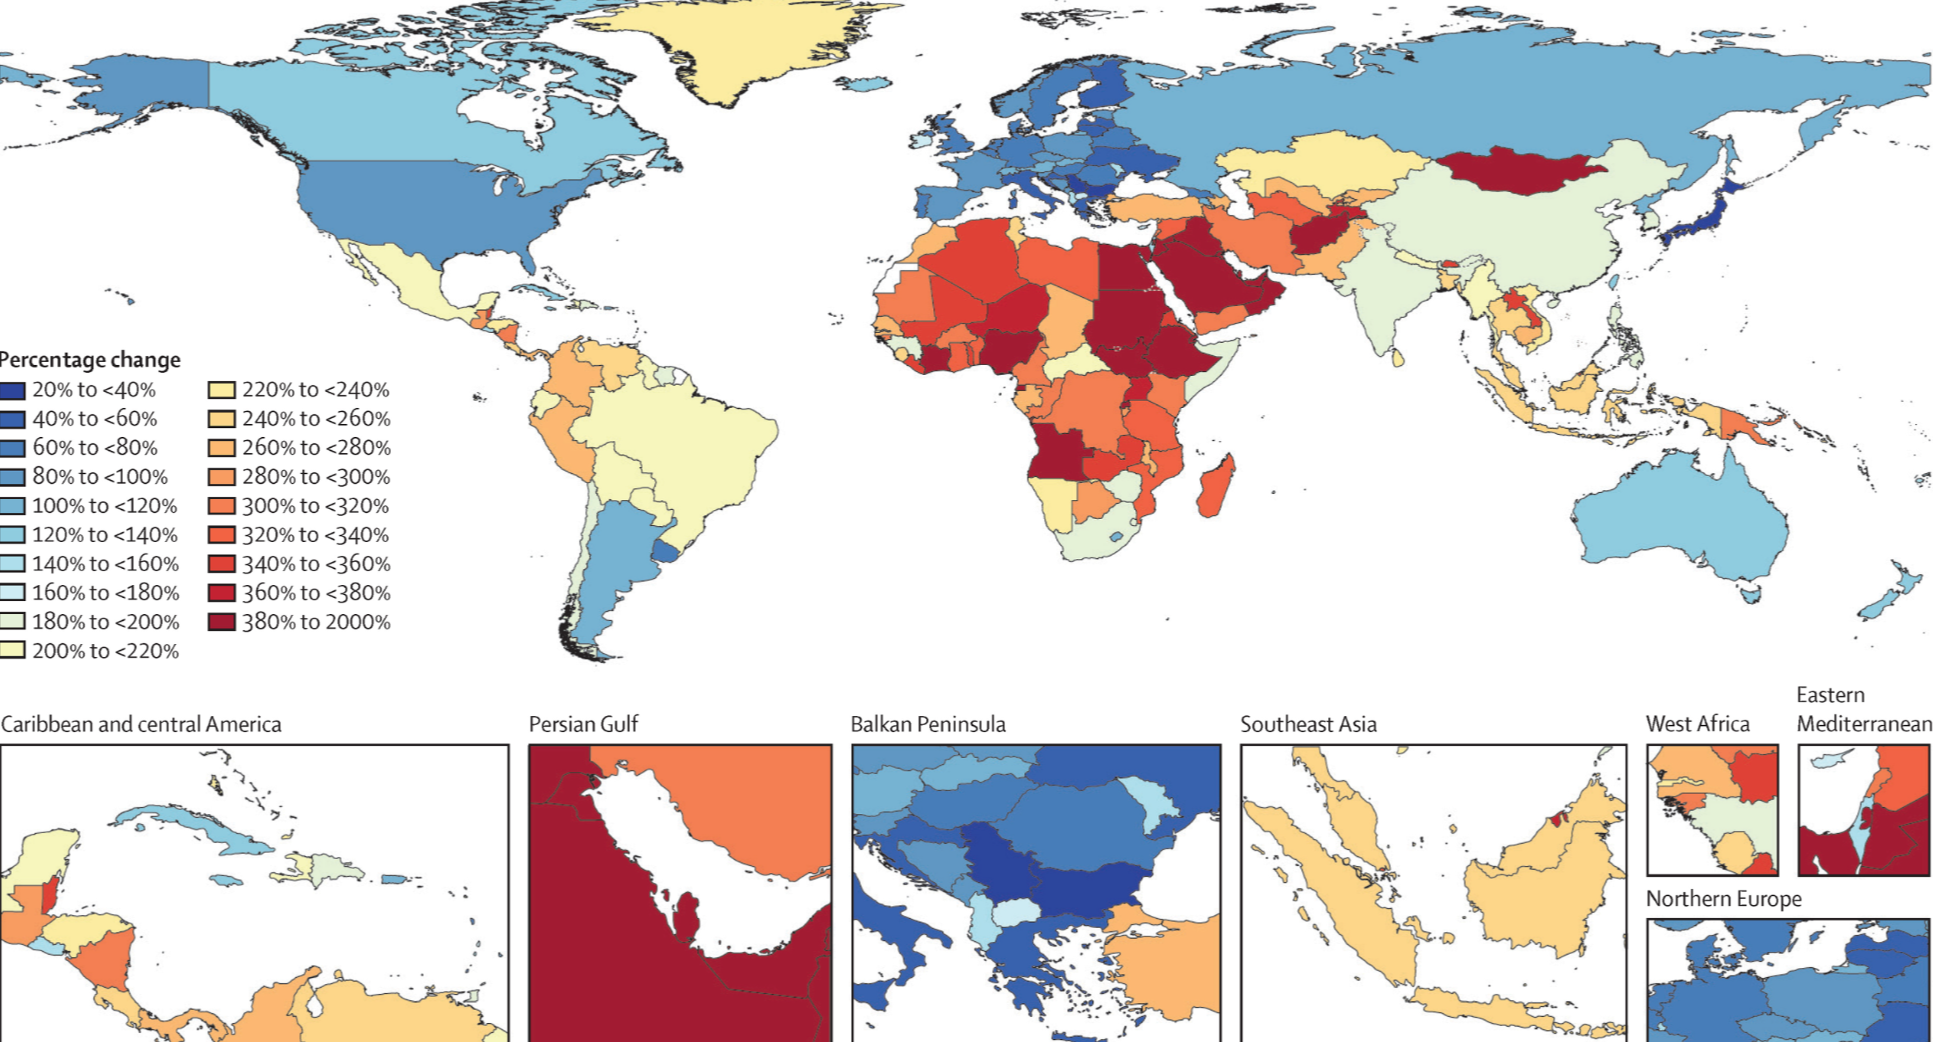 Percentage change
20% to <40%
40% to <60%
60% to <80%
80% to <100%
100% to <120%
120% to <140%
140% to <160%
160% to <180%
180% to <200%
200% to <220%
220% to <240%
240% to <260%
260% to <280%
280% to <300%
300% to <320%
320% to <340%
340% to <360%
360% to <380%
380% to 2000%
Caribbean and central America
Persian Gulf
Balkan Peninsula
Southeast Asia
West Africa
Eastern
Mediterranean
Northern Europe